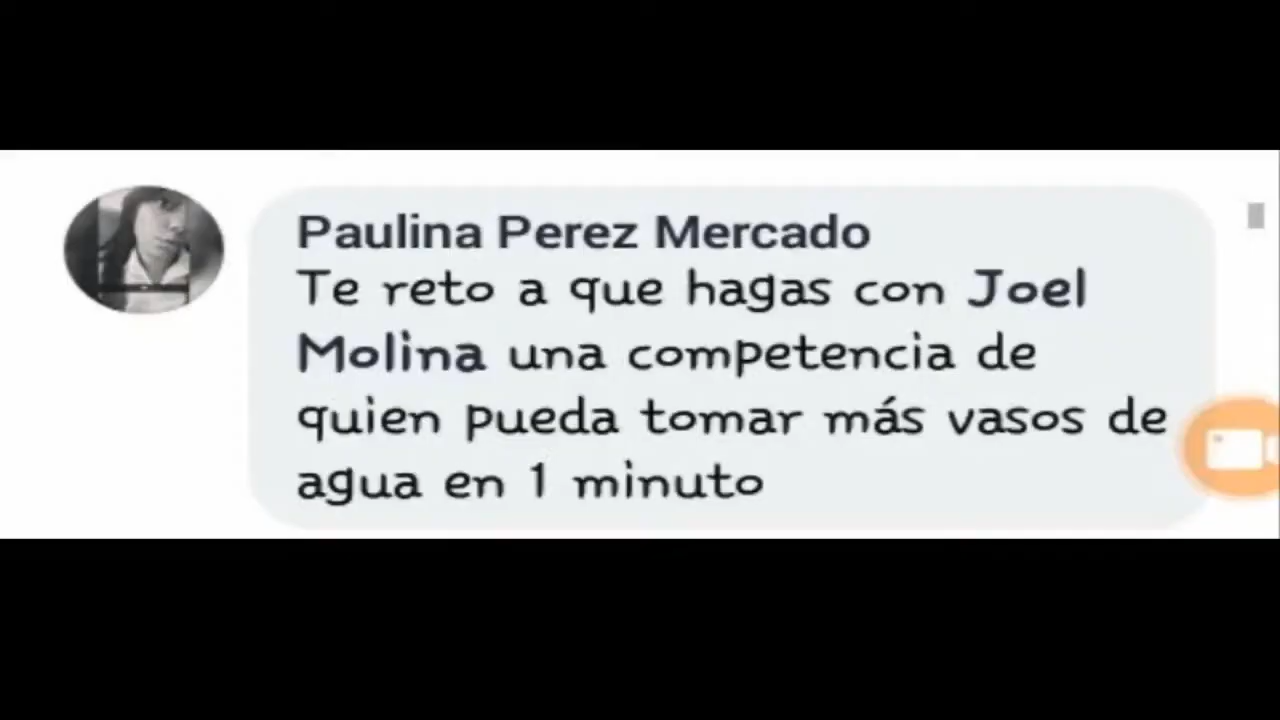 Paulina Perez Mercado
Te reto a que hagas con Joel
Molina una competencia de
quien pueda tomar más vasos de
agua en 1 minuto